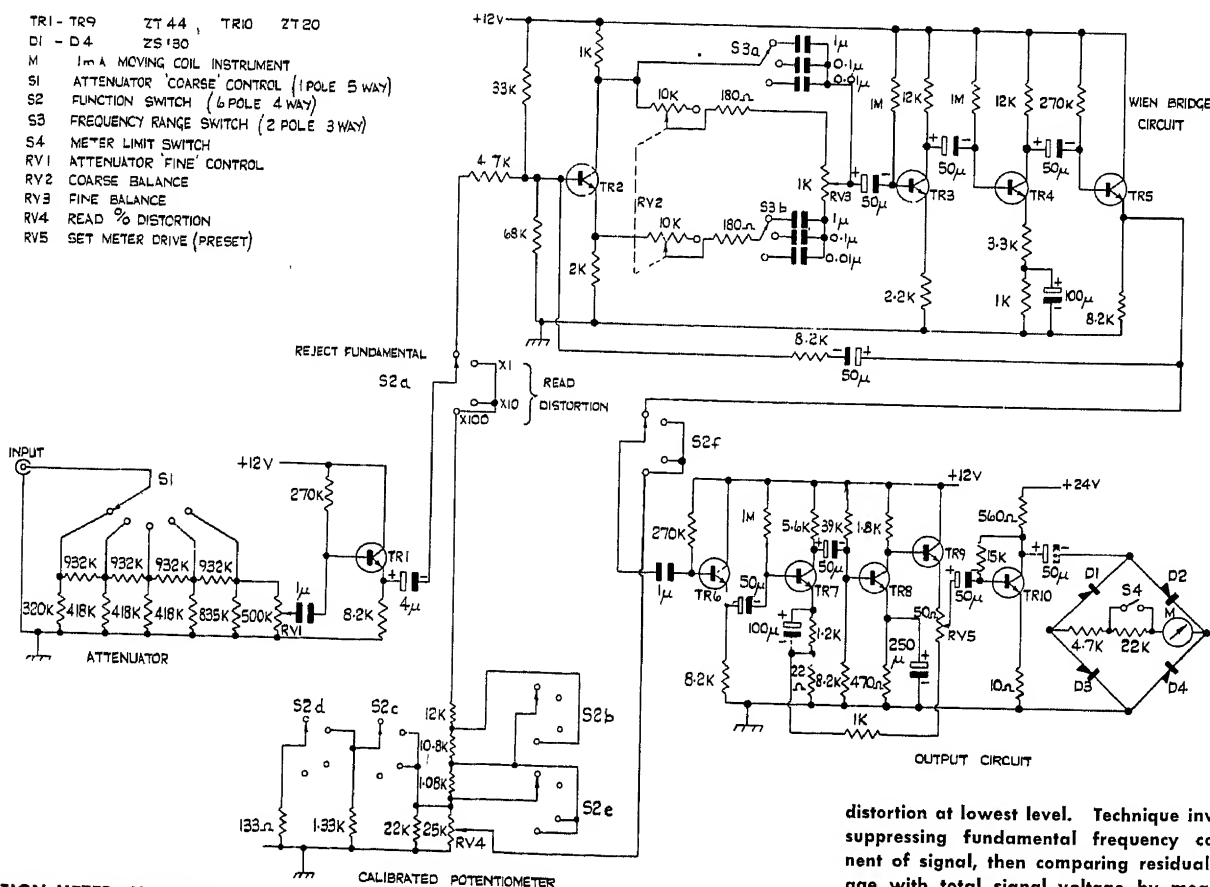 TR1 - TR9 ZT 44 , TR10 ZT 20
D1 - D4 ZS 130
M 1mA MOVING COIL INSTRUMENT
S1 ATTENUATOR 'COARSE' CONTROL (1 POLE 5 WAY)
S2 FUNCTION SWITCH (6 POLE 4 WAY)
S3 FREQUENCY RANGE SWITCH (2 POLE 3 WAY)
S4 METER LIMIT SWITCH
RV1 ATTENUATOR 'FINE' CONTROL
RV2 COARSE BALANCE
RV3 FINE BALANCE
RV4 READ % DISTORTION
RV5 SET METER DRIVE (PRESET)
+12V
1K
33K
S3a
1μ
0.1μ
0.01μ
10K
180Ω
1M
12K
1M
12K
270K
WIEN BRIDGE
CIRCUIT
4.7K
TR2
RV2
1K
RV3
50μ
TR3
50μ
TR4
50μ
TR5
68K
2K
10K
180Ω
S3b
1μ
0.1μ
0.01μ
2.2K
3.3K
1K
100μ
8.2K
8.2K
50μ
REJECT FUNDAMENTAL
S2a
X1
X10
X100
READ
DISTORTION
INPUT
S1
+12V
270K
TR1
932K 932K 932K 932K
320K 418K 418K 418K 835K 500K
RV1
1μ
8.2K
4μ
ATTENUATOR
S2f
+12V
+24V
270K
1M
5.6K
39K
1.8K
560Ω
1μ
TR6
50μ
TR7
50μ
TR8
TR9
50μ
15K
TR10
50μ
D1
D2
S4
M
4.7K
22K
D3
D4
8.2K
100μ
1.2K
22Ω
8.2K
470Ω
250μ
50Ω
RV5
10Ω
1K
OUTPUT CIRCUIT
S2d
S2c
12K
10.8K
1.08K
S2b
S2e
133Ω
1.33K
22K
25K
RV4
CALIBRATED POTENTIOMETER
distortion at lowest level. Technique inv
suppressing fundamental frequency co
nent of signal, then comparing residual